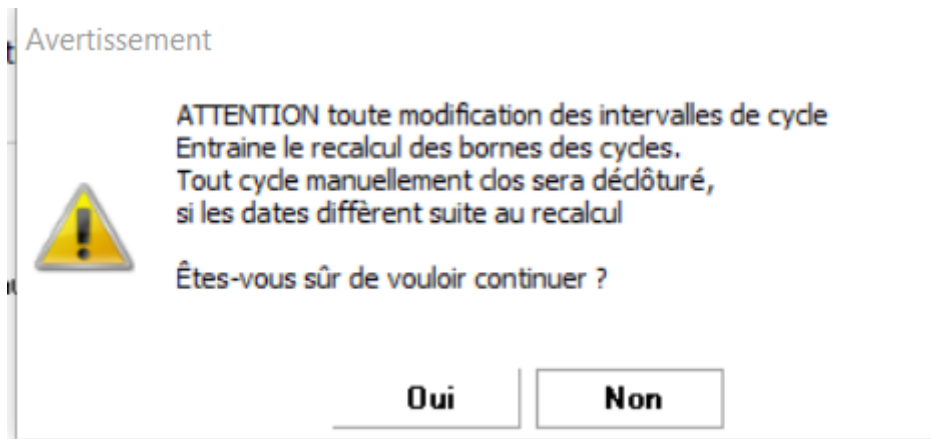 Avertissement
ATTENTION toute modification des intervalles de cycle
Entraine le recalcul des bornes des cycles.
Tout cycle manuellement clos sera déclôturé,
si les dates diffèrent suite au recalcul
Êtes-vous sûr de vouloir continuer ?
Oui Non